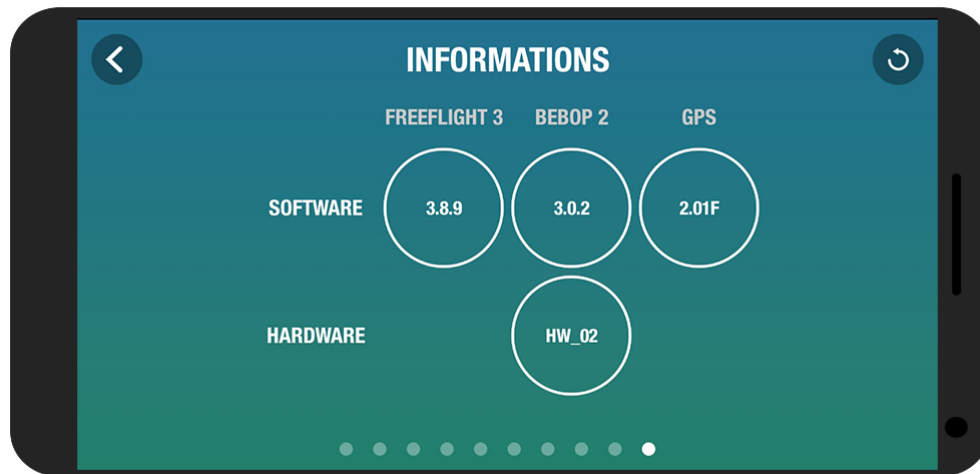 INFORMATIONS
FREEFLIGHT 3 BEBOP 2 GPS
SOFTWARE 3.8.9 3.0.2 2.01F
HARDWARE HW_02